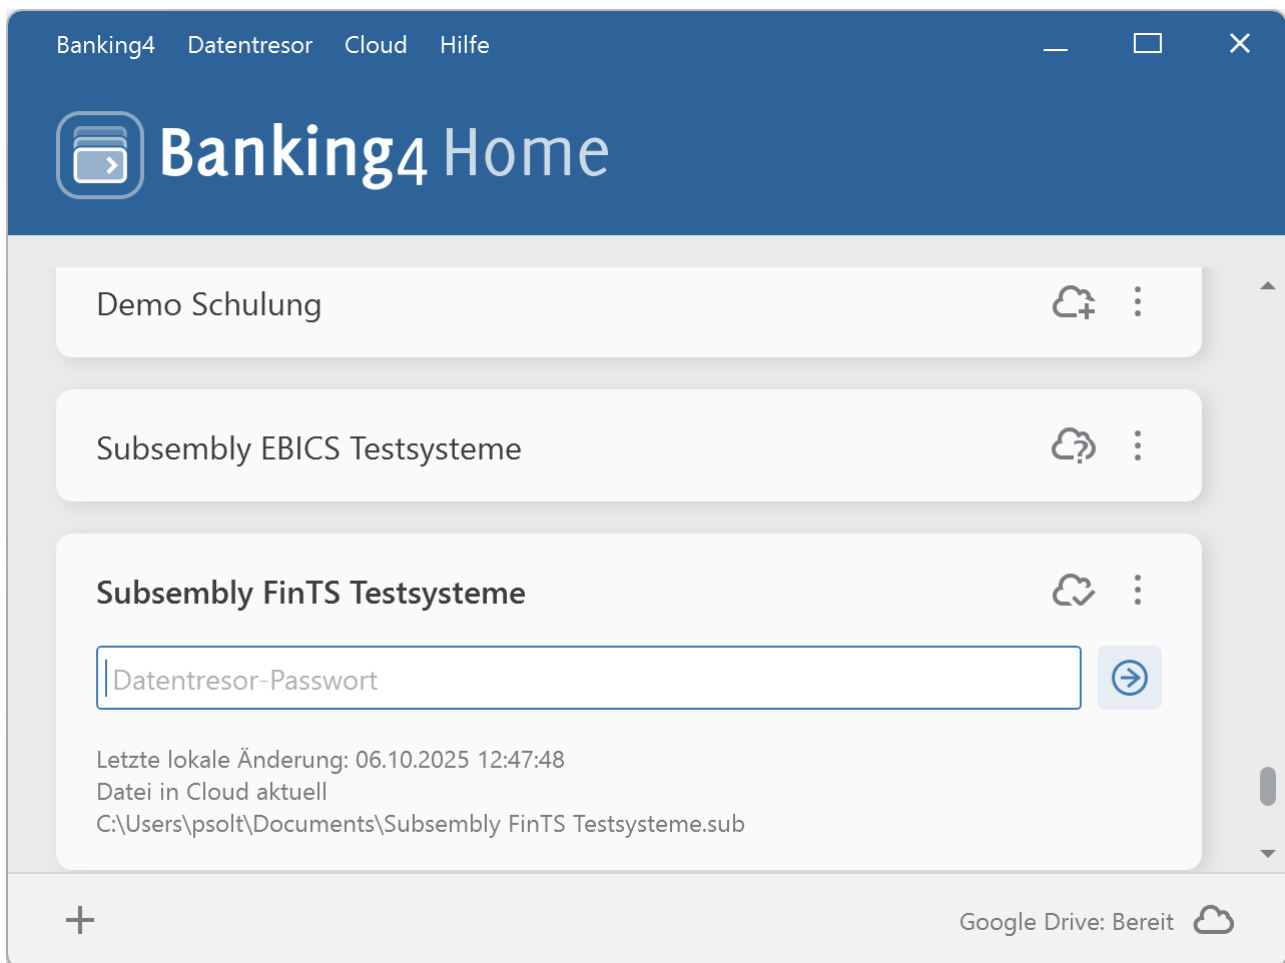 Banking4 Datentresor Cloud Hilfe
Banking4 Home
Demo Schulung
Subsembly EBICS Testsysteme
Subsembly FinTS Testsysteme
Datentresor-Passwort
Letzte lokale Änderung: 06.10.2025 12:47:48
Datei in Cloud aktuell
C:\Users\psolt\Documents\Subsembly FinTS Testsysteme.sub
Google Drive: Bereit